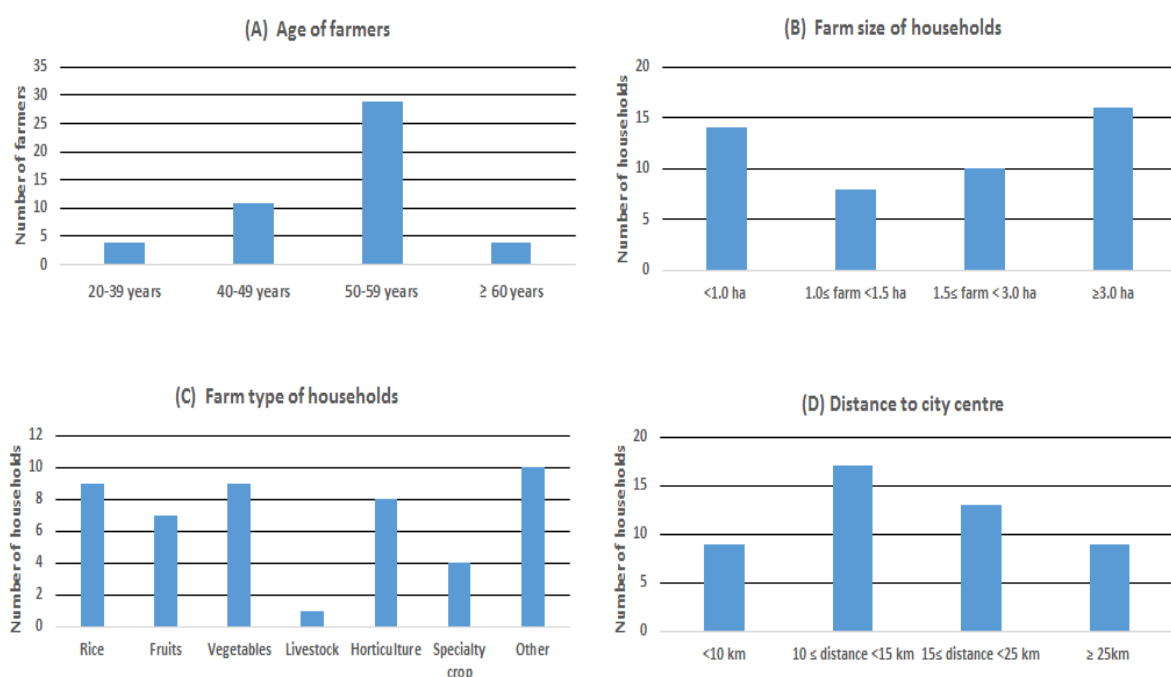 (A) Age of farmers
Number of farmers
35
30
25
20
15
10
5
0
20-39 years 40-49 years 50-59 years ≥ 60 years
(B) Farm size of households
Number of households
20
15
10
5
0
<1.0 ha 1.0≤ farm <1.5 ha 1.5≤ farm < 3.0 ha ≥3.0 ha
(C) Farm type of households
Number of households
12
10
8
6
4
2
0
Rice Fruits Vegetables Livestock Horticulture Specialty crop Other
(D) Distance to city centre
Number of households
20
15
10
5
0
<10 km 10 ≤ distance <15 km 15≤ distance <25 km ≥ 25km